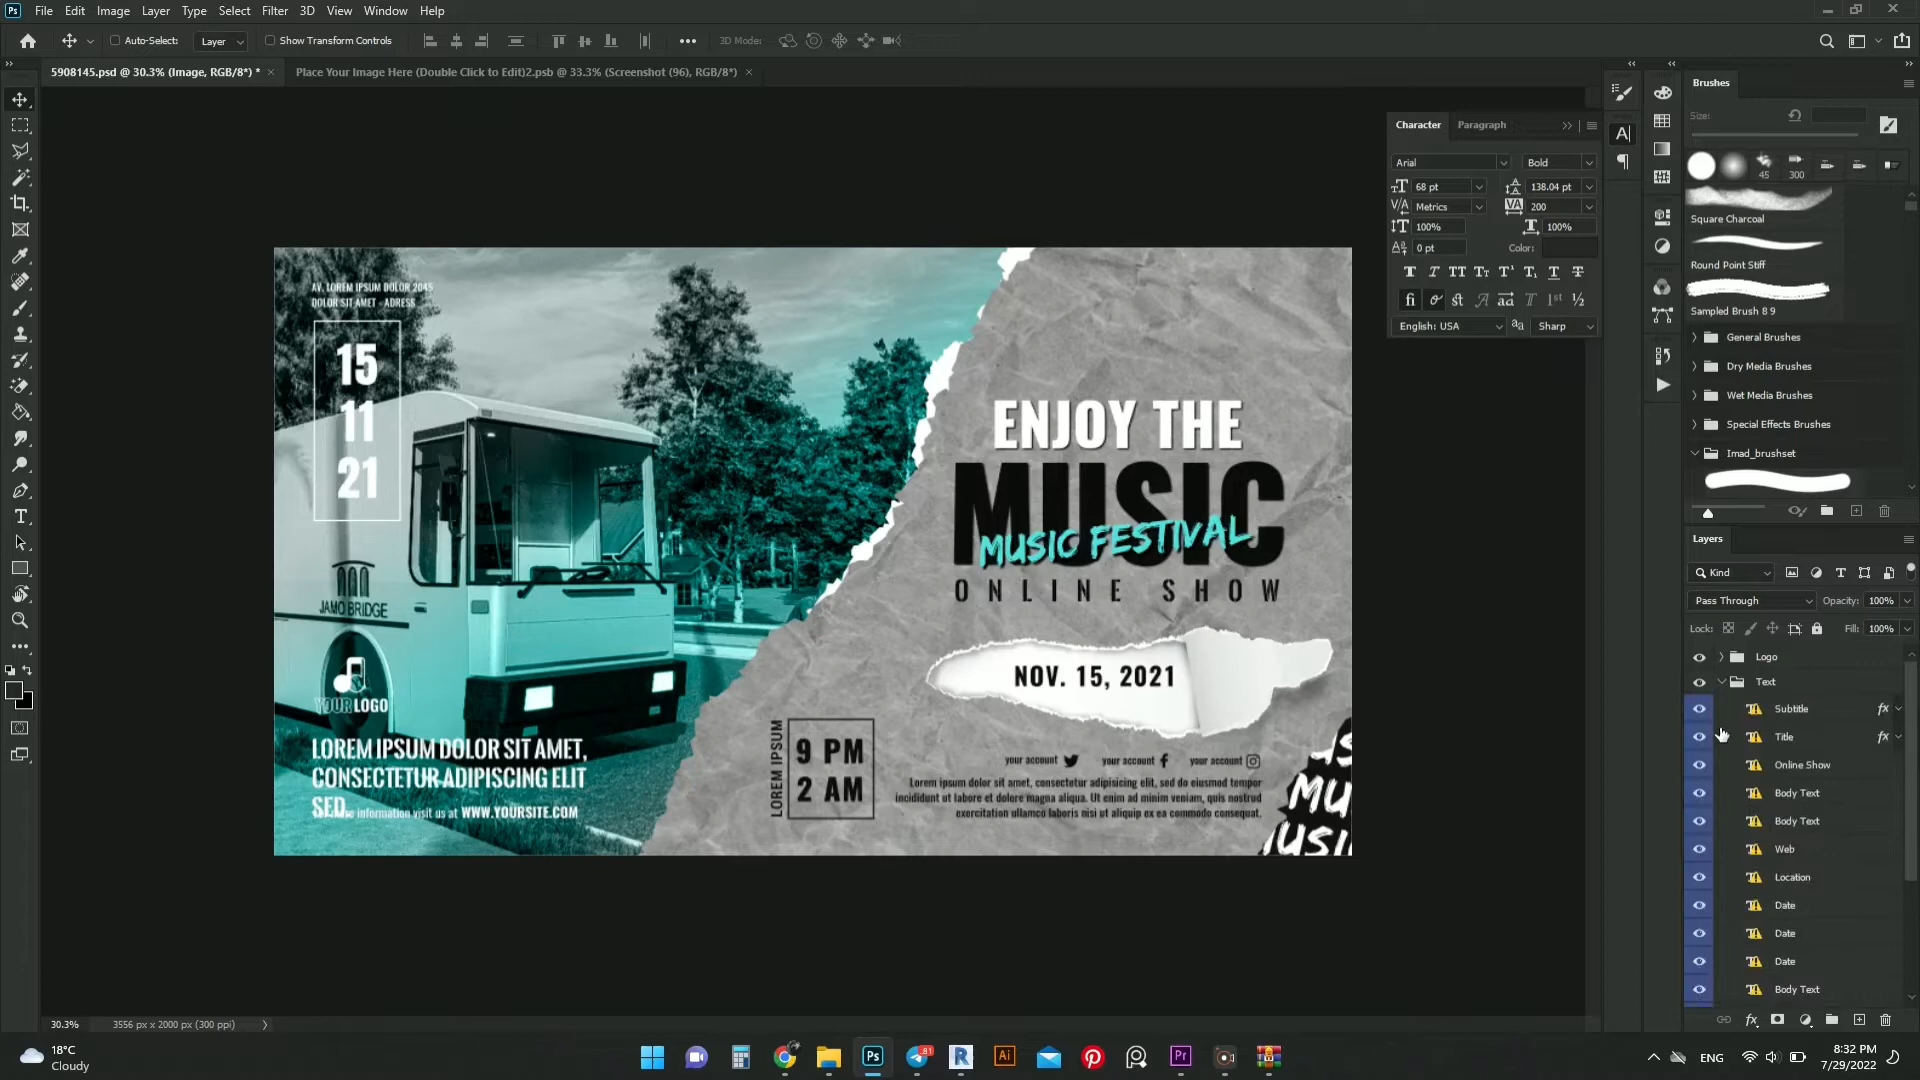 Ps File Edit Image Layer Type Select Filter 3D View Window Help
Auto-Select: Layer Show Transform Controls 3D Mode:
5908145.psd @ 30.3% (Image, RGB/8*) * × Place Your Image Here (Double Click to Edit)2.psb @ 33.3% (Screenshot (96), RGB/8*) * ×
Brushes
Size:
45 300
Square Charcoal
Round Point Stiff
Sampled Brush 8 9
General Brushes
Dry Media Brushes
Wet Media Brushes
Special Effects Brushes
Imad_brushset
Character Paragraph
Arial Bold
68 pt 138.04 pt
Metrics 200
100% 100%
0 pt Color:
English: USA Sharp
AV. LOREM IPSUM DOLOR 2045
DOLOR SIT AMET - ADRESS
15
11
21
JAMO BRIDGE
YOUR LOGO
LOREM IPSUM DOLOR SIT AMET,
CONSECTETUR ADIPISCING ELIT
SED
information visit us at WWW.YOURSITE.COM
ENJOY THE
MUSIC
MUSIC FESTIVAL
ONLINE SHOW
NOV. 15, 2021
LOREM IPSUM
9 PM
2 AM
your account your account your account
Lorem ipsum dolor sit amet, consectetur adipisicing elit, sed do eiusmod tempor
incididunt ut labore et dolore magna aliqua. Ut enim ad minim veniam, quis nostrud
exercitation ullamco laboris nisi ut aliquip ex ea commodo consequat.
Layers
Kind
Pass Through Opacity: 100%
Lock: Fill: 100%
Logo
Text
Subtitle fx
Title fx
Online Show
Body Text
Body Text
Web
Location
Date
Date
Date
Body Text
30.3% 3556 px x 2000 px (300 ppi)
18°C
Cloudy
Ps 81 R Ai Pr
ENG
8:32 PM
7/29/2022